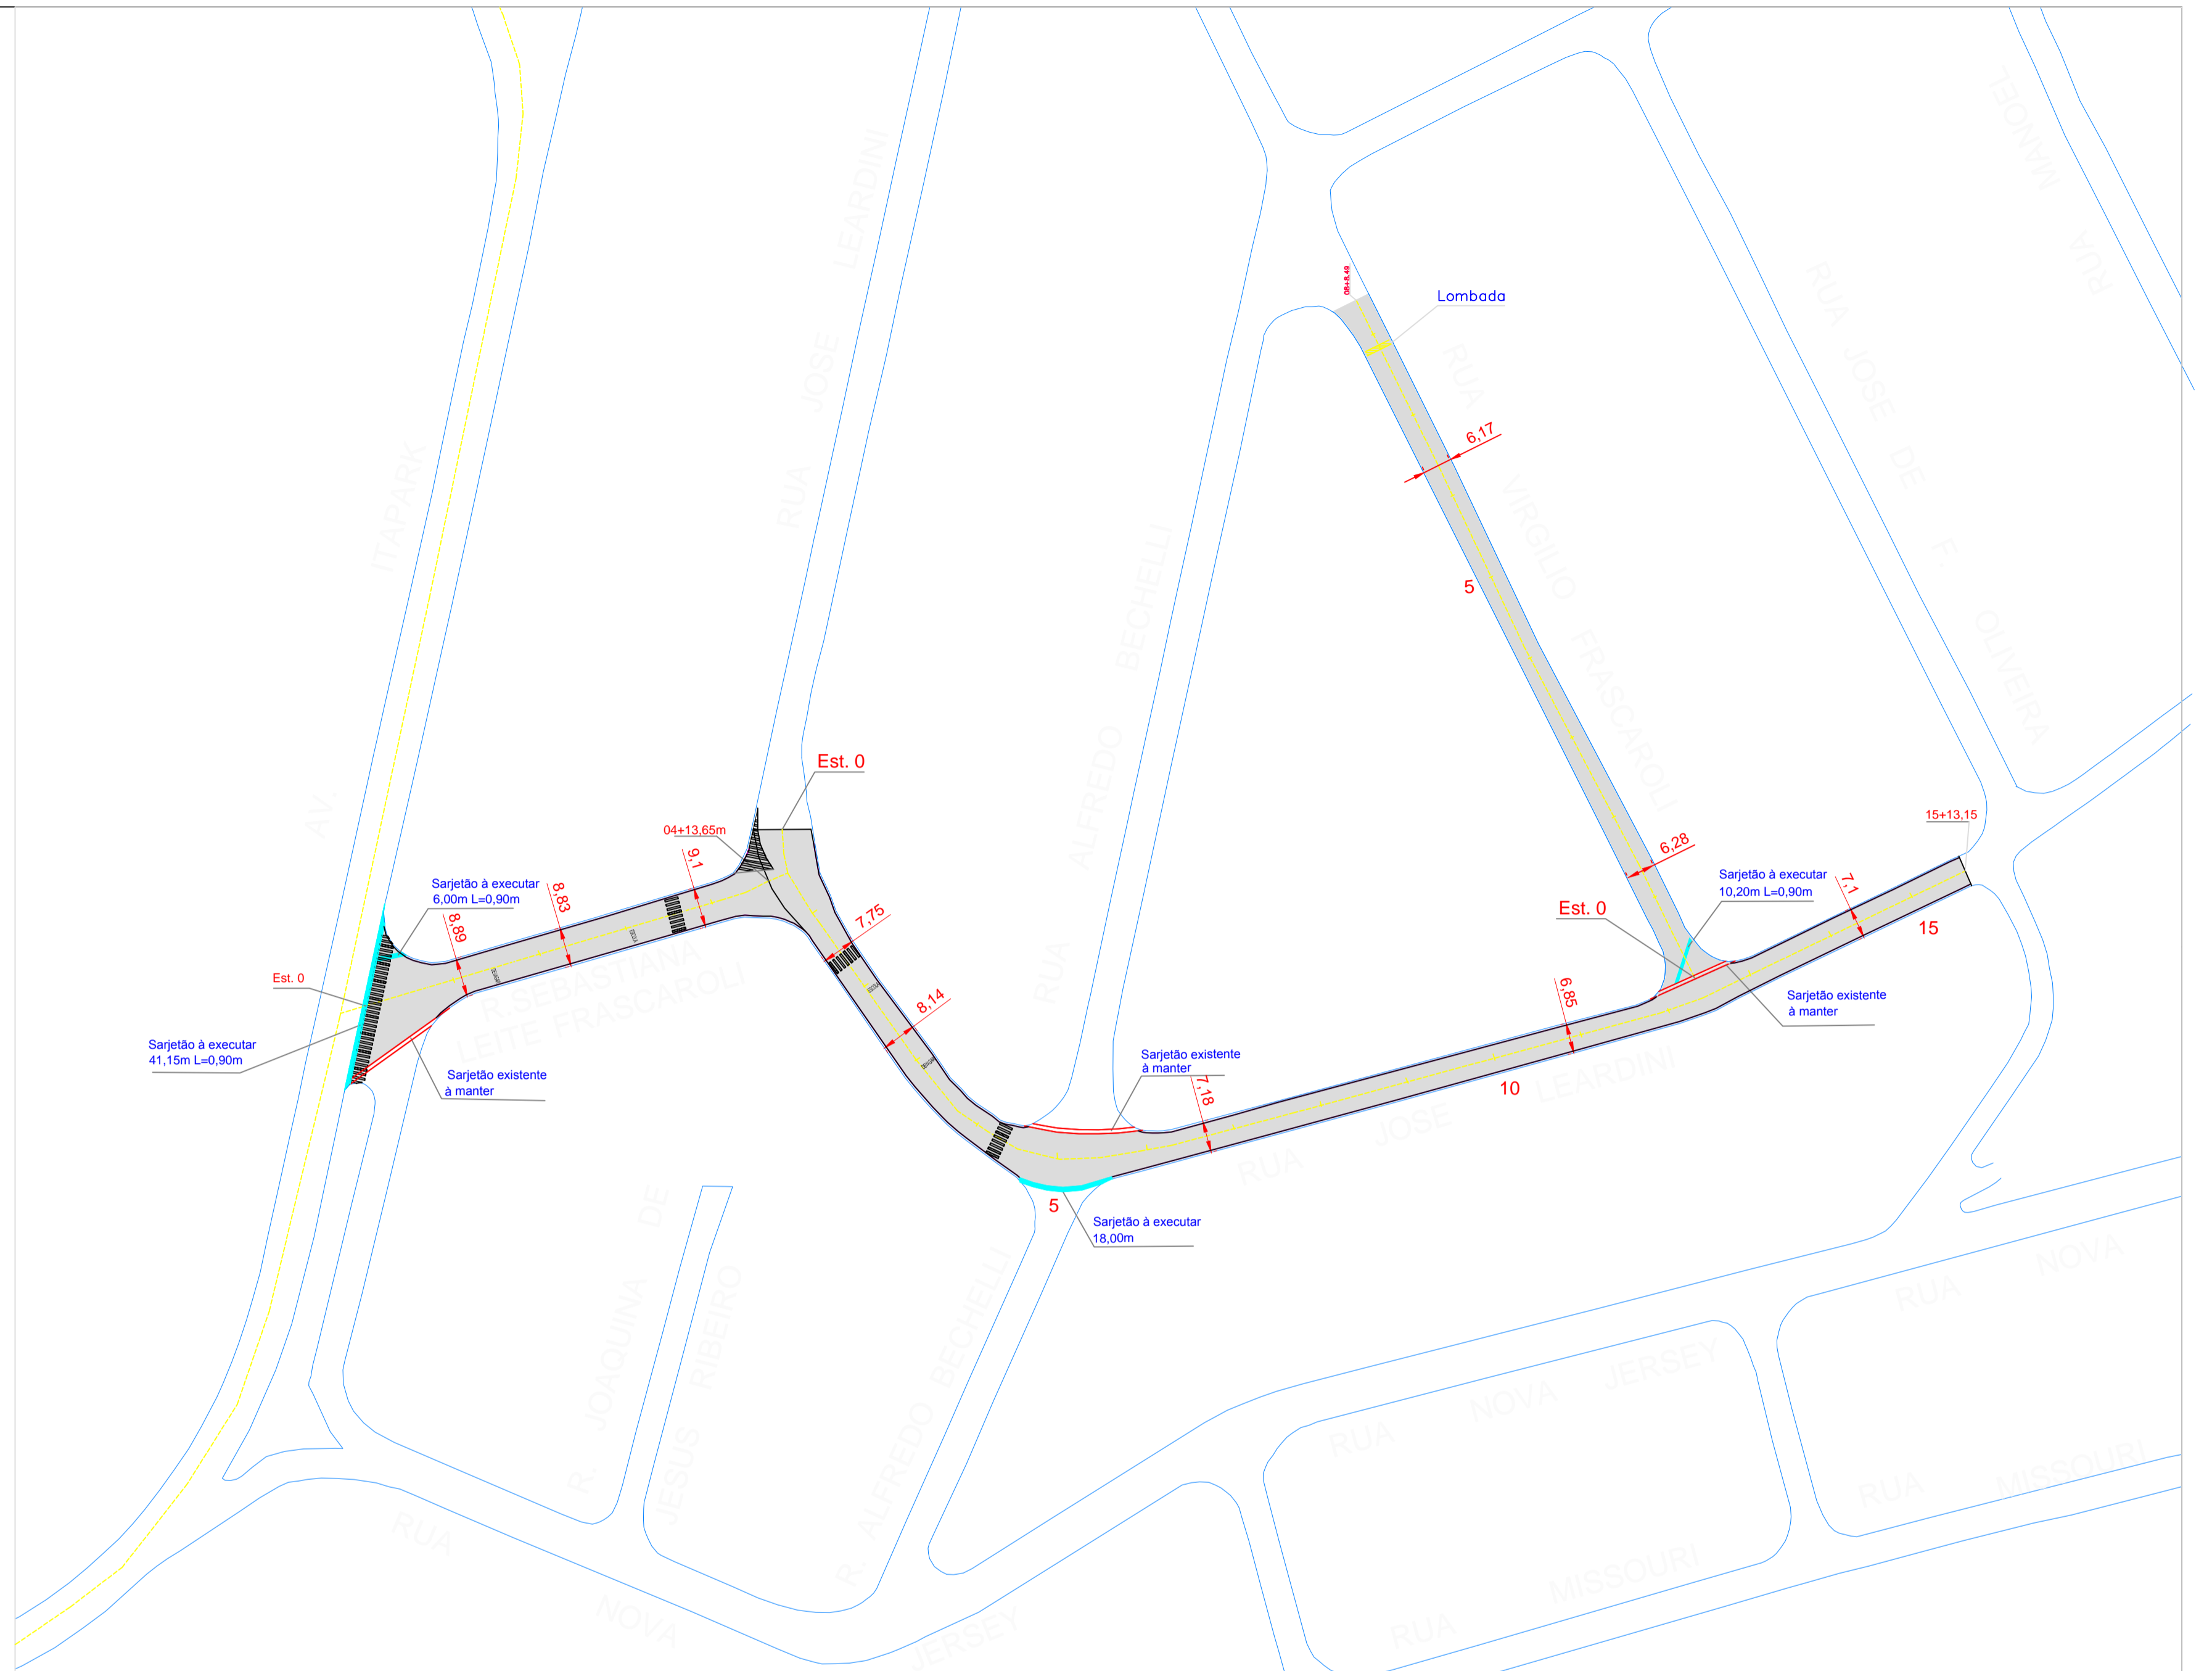 MANOEL
RUA
RUA JOSE LEARDINI
08+8,49
Lombada
RUA JOSE DE F. OLIVEIRA
6,17
RUA VIRGILIO FRASCAROLI
5
AV. ITAPARK
RUA ALFREDO BECHELLI
Est. 0
04+13,65m
9,1
15+13,15
6,28
Sarjetão à executar
10,20m L=0,90m
7,1
Sarjetão à executar
6,00m L=0,90m
8,83
8,89
7,75
Est. 0
15
Est. 0
R.SEBASTIANA
LEITE FRASCAROLI
8,14
6,85
Sarjetão existente
à manter
Sarjetão à executar
41,15m L=0,90m
Sarjetão existente
à manter
Sarjetão existente
à manter
7,18
10
RUA JOSE LEARDINI
5
Sarjetão à executar
18,00m
R. JOAQUINA DE
JESUS RIBEIRO
R. ALFREDO BECHELLI
RUA NOVA
RUA NOVA JERSEY
RUA MISSOURI
RUA NOVA JERSEY
RUA MISSOURI